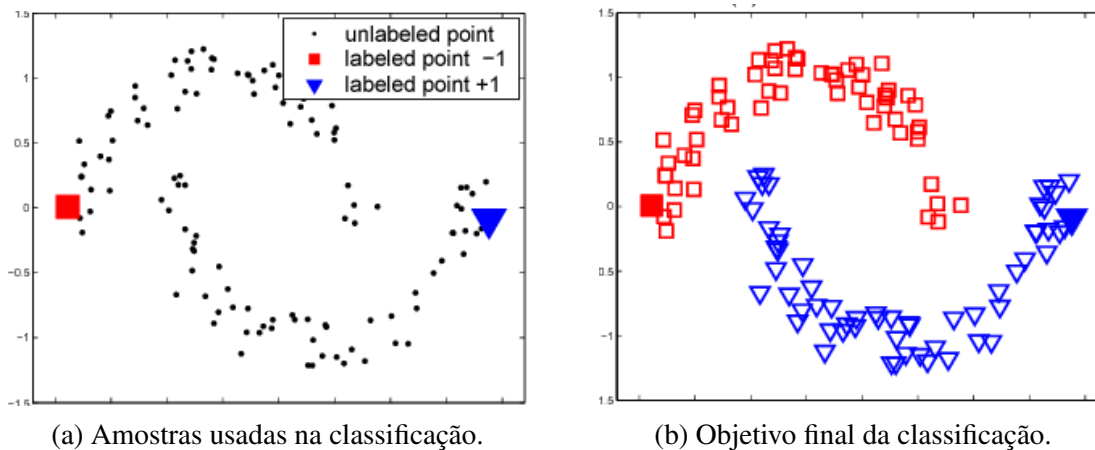 1.5
unlabeled point
labeled point −1
labeled point +1
1
0.5
0
−0.5
−1
−1.5
(a) Amostras usadas na classificação.
1.5
1
0.5
0
0.5
−1
1.5
(b) Objetivo final da classificação.